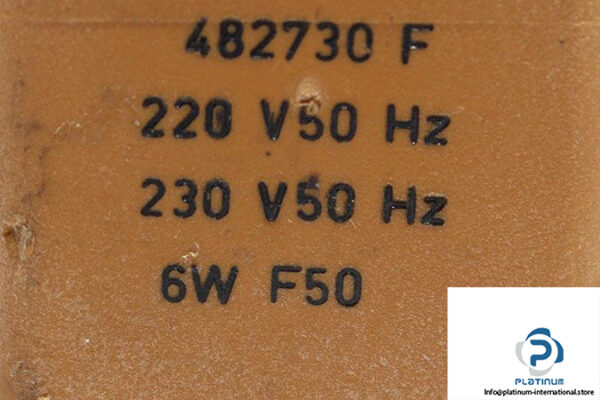 482730 F
220 V50 Hz
230 V50 Hz
6W F50
PLATINUM
Info@platinum-international.store